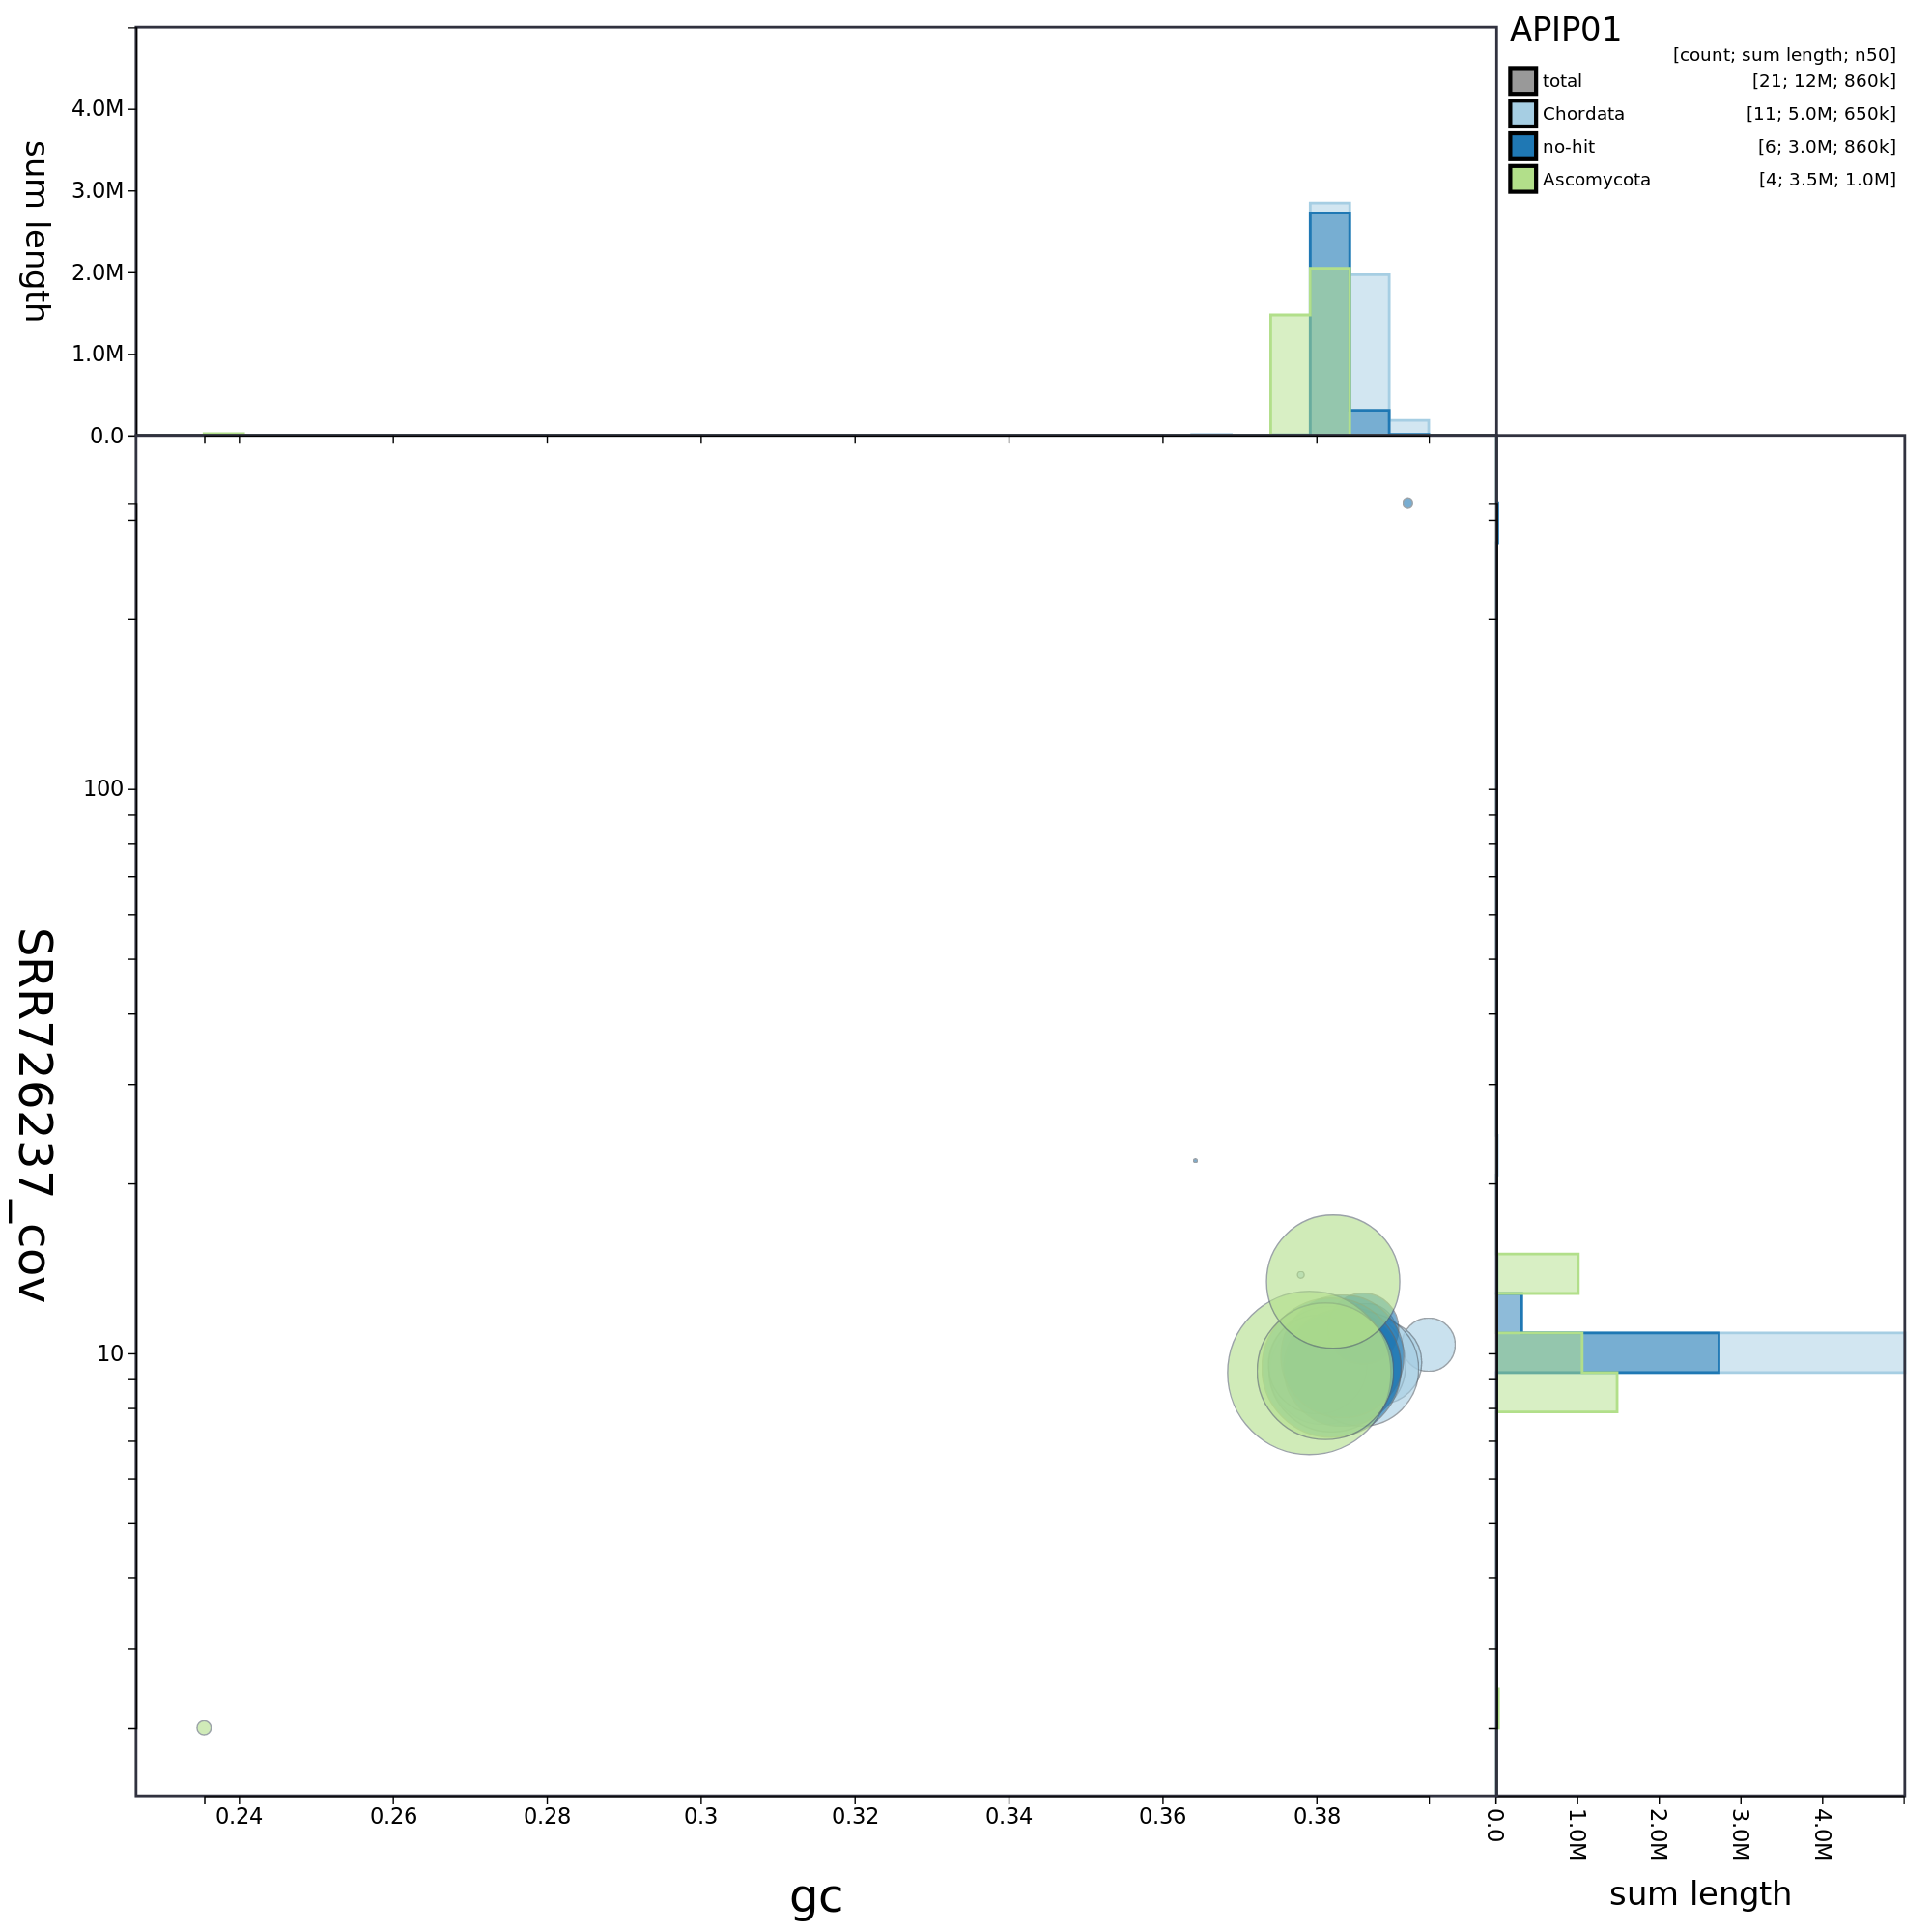 APIP01
[count; sum length; n50]
total [21; 12M; 860k]
Chordata [11; 5.0M; 650k]
no-hit [6; 3.0M; 860k]
Ascomycota [4; 3.5M; 1.0M]
sum length
4.0M
3.0M
2.0M
1.0M
0.0
SRR726237_cov
100
10
0.24 0.26 0.28 0.3 0.32 0.34 0.36 0.38
gc
0.0 1.0M 2.0M 3.0M 4.0M
sum length